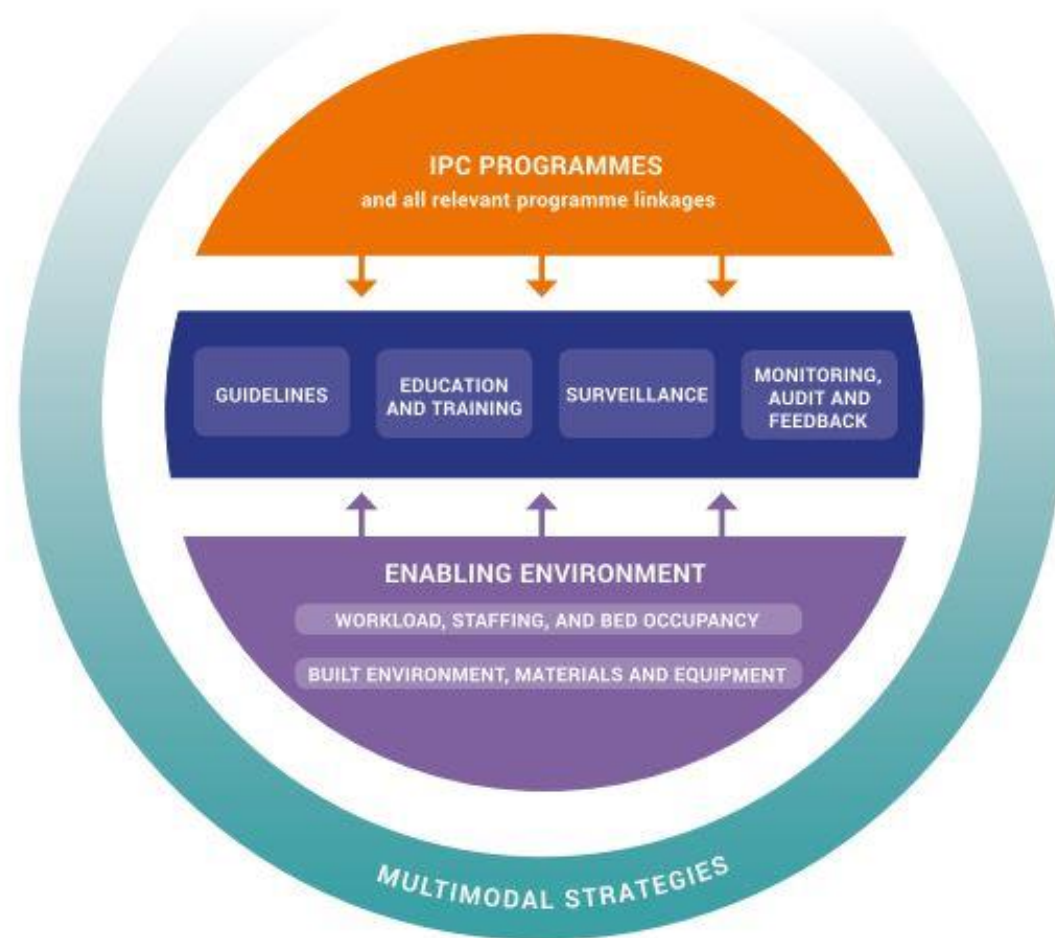 IPC PROGRAMMES
and all relevant programme linkages
GUIDELINES
EDUCATION
AND TRAINING
SURVEILLANCE
MONITORING,
AUDIT AND
FEEDBACK
ENABLING ENVIRONMENT
WORKLOAD, STAFFING, AND BED OCCUPANCY
BUILT ENVIRONMENT, MATERIALS AND EQUIPMENT
MULTIMODAL STRATEGIES